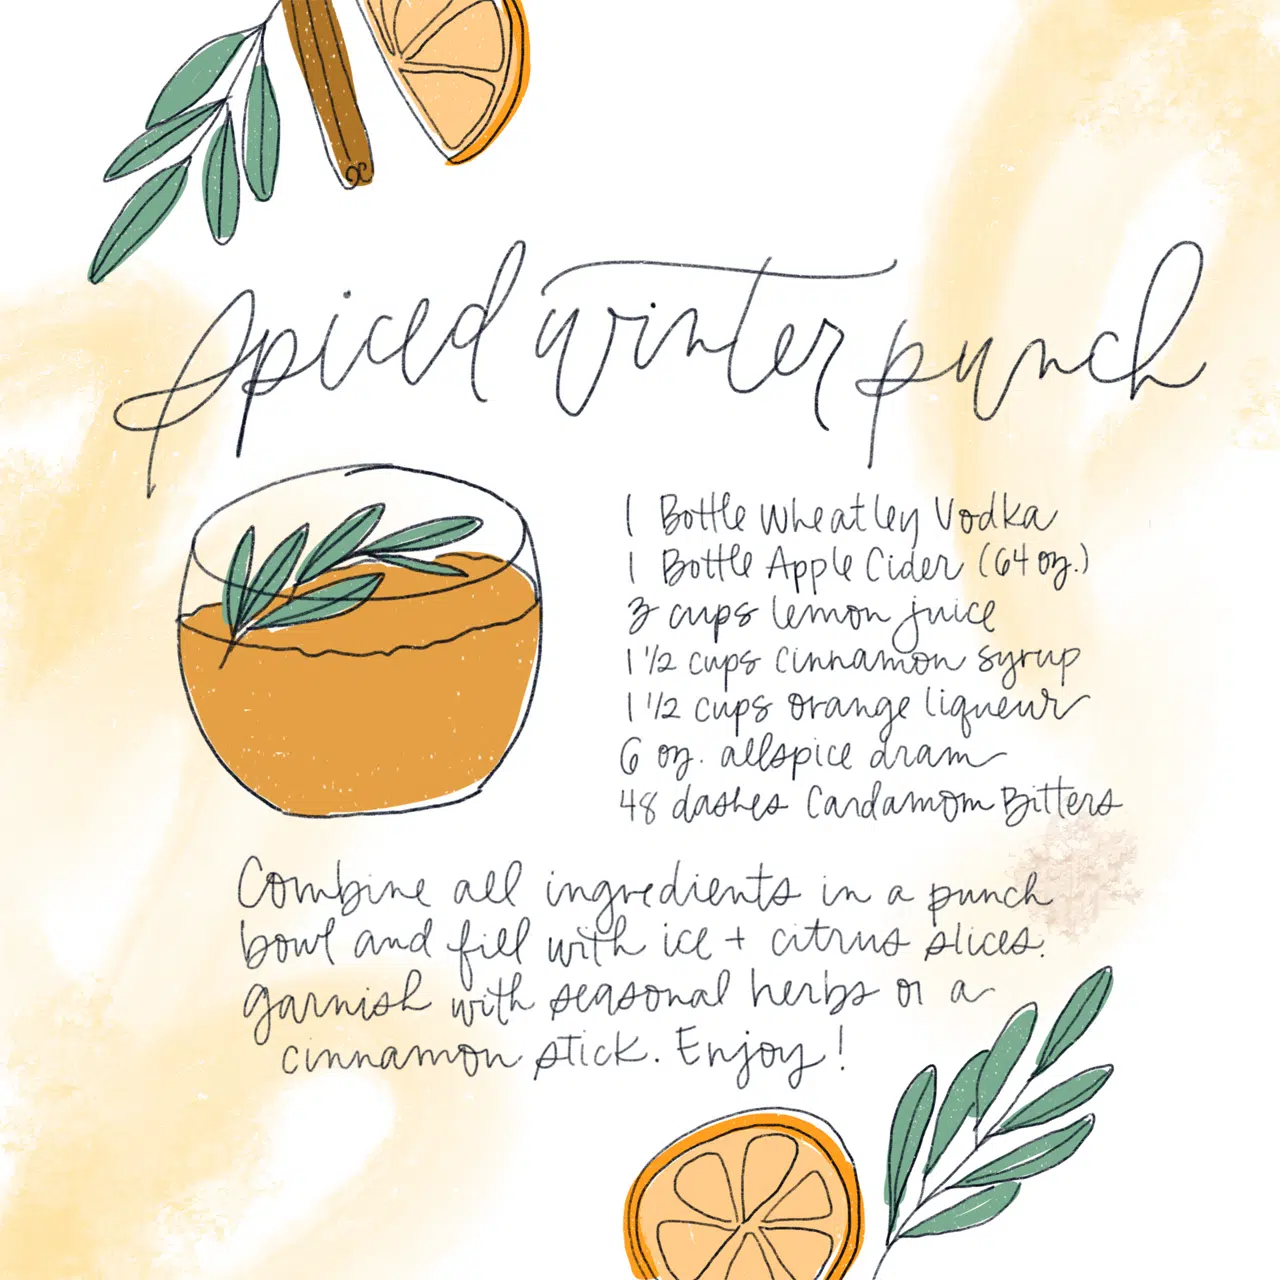 spiced winter punch
1 Bottle Wheatley Vodka
1 Bottle Apple Cider (64 oz.)
3 cups lemon juice
1 1/2 cups cinnamon syrup
1 1/2 cups orange liqueur
6 oz. allspice dram
48 dashes Cardamom Bitters
Combine all ingredients in a punch
bowl and fill with ice + citrus slices.
garnish with seasonal herbs or a
cinnamon stick. Enjoy!